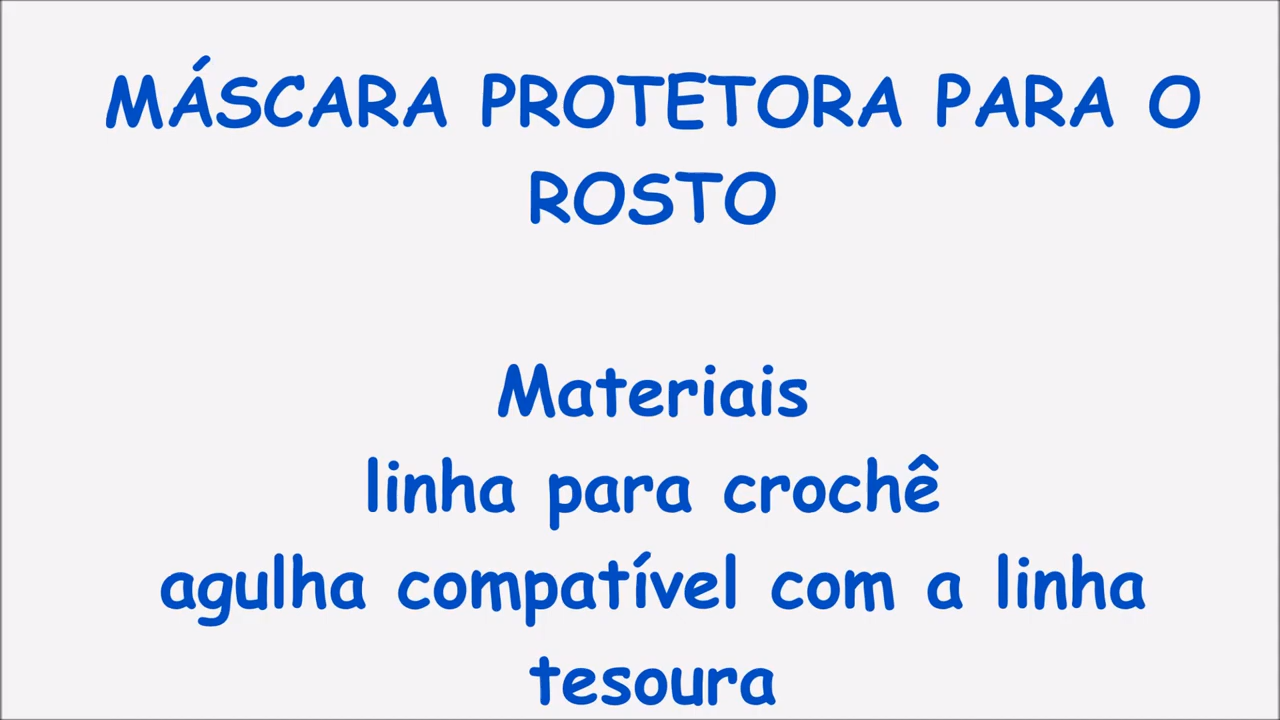 MÁSCARA PROTETORA PARA O
ROSTO
Materiais
linha para crochê
agulha compatível com a linha
tesoura